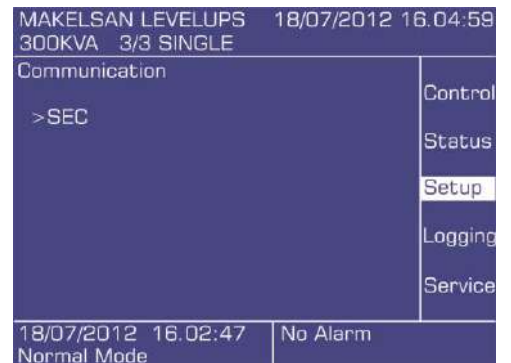 MAKELSAN LEVELUPS 18/07/2012 16.04:59
300KVA 3/3 SINGLE
Communication
>SEC
Control
Status
Setup
Logging
Service
18/07/2012 16.02:47 No Alarm
Normal Mode